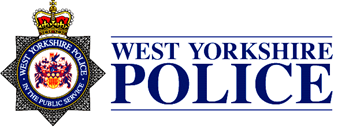 WEST YORKSHIRE POLICE
IN THE PUBLIC SERVICE
WEST YORKSHIRE
POLICE